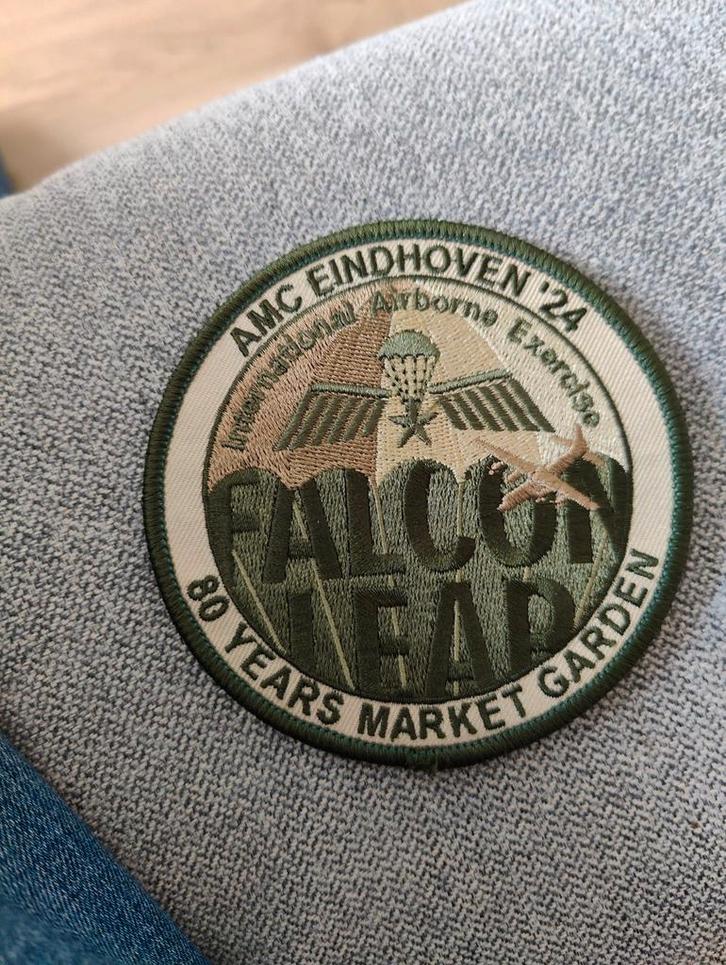 AMC EINDHOVEN '24
International Airborne Exercise
FALCON
LEAP
80 YEARS MARKET GARDEN